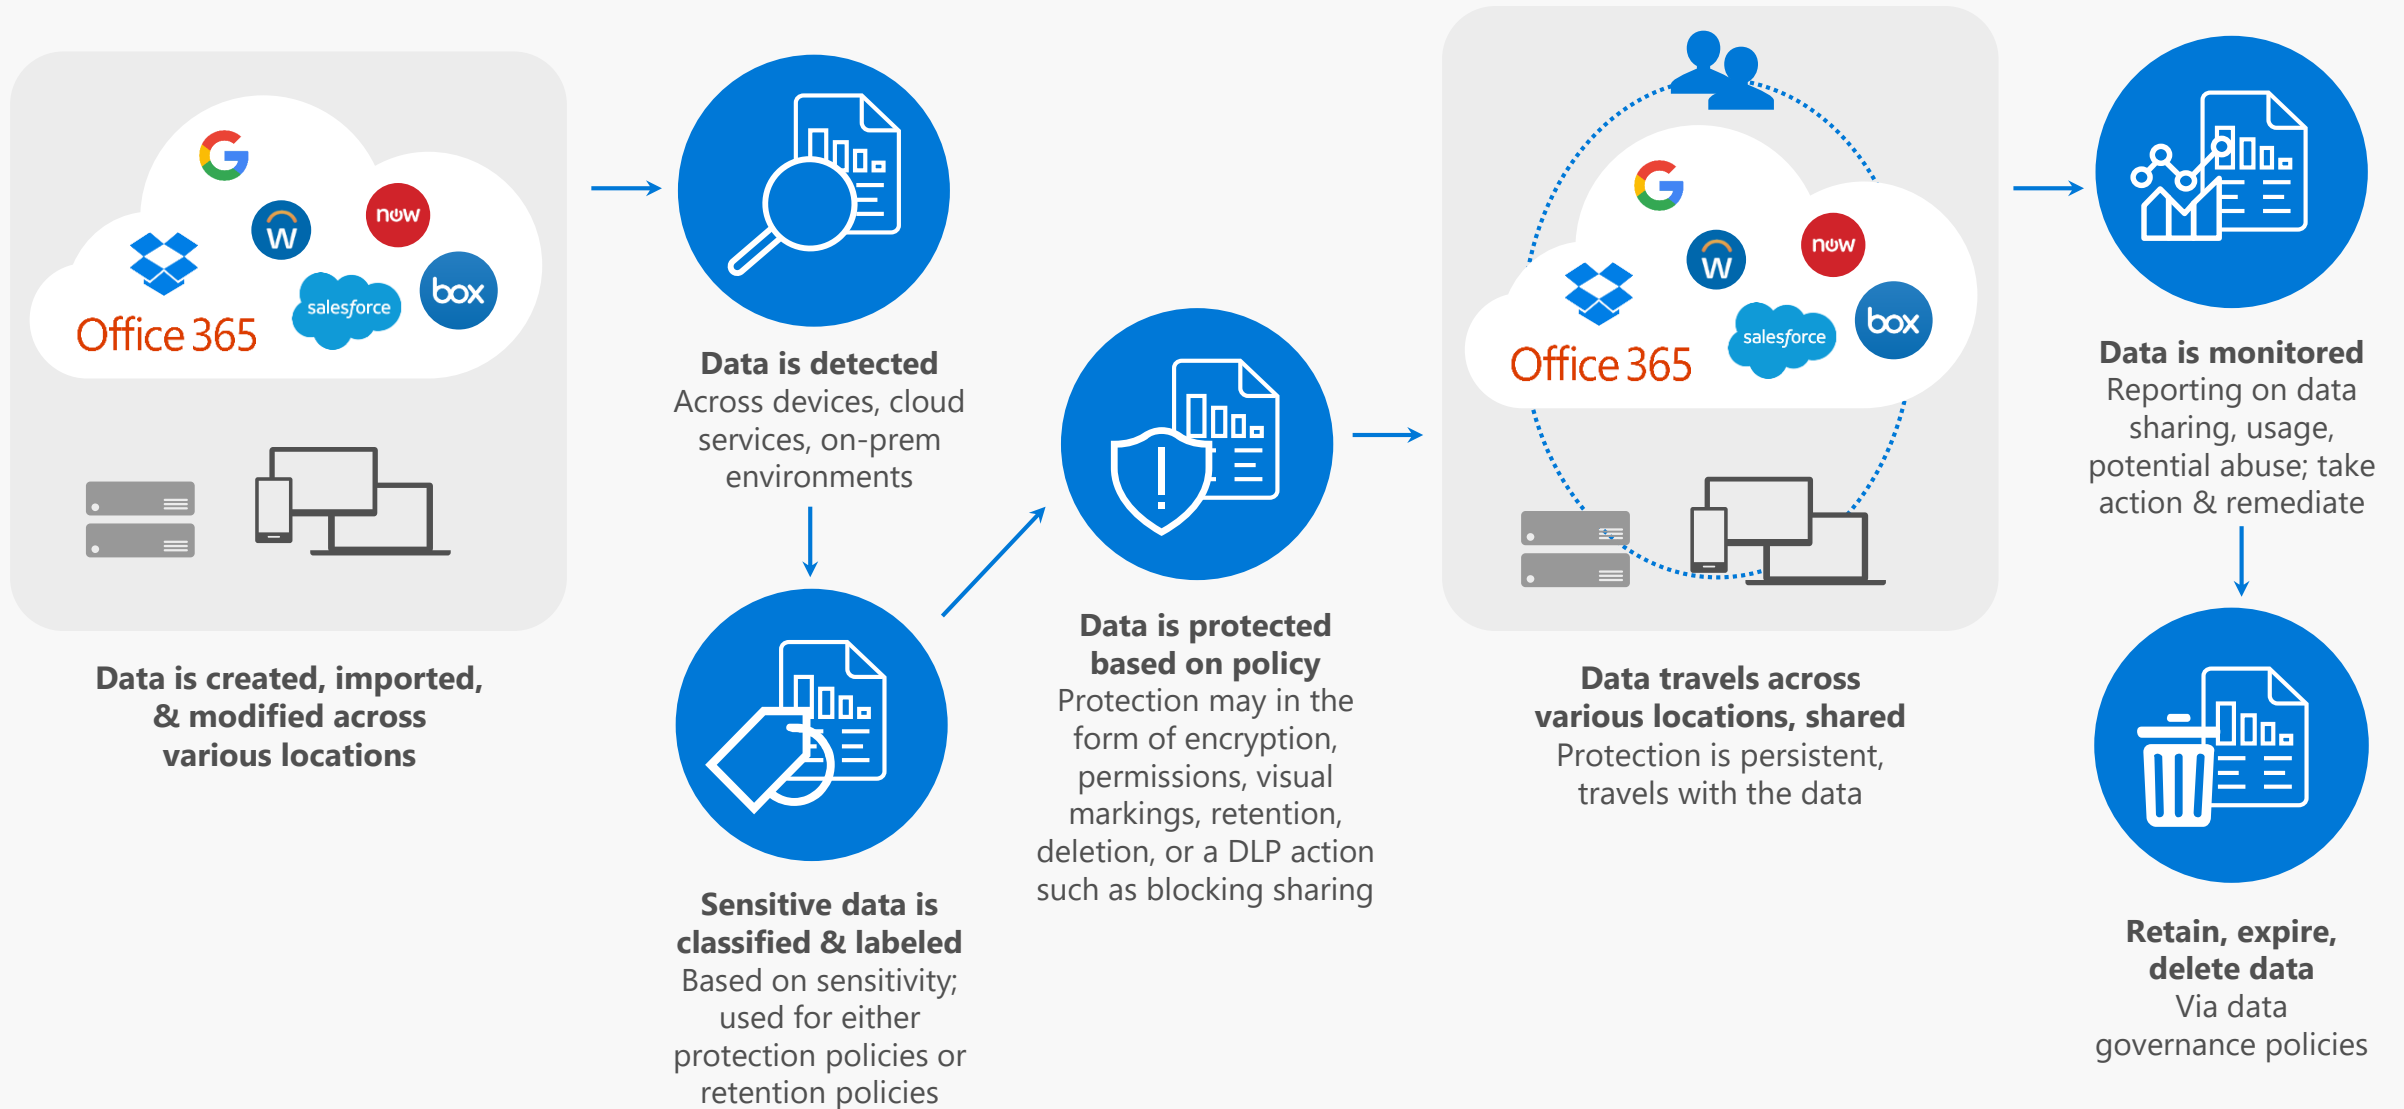 G
W
now
box
salesforce
Office 365
Data is created, imported,
& modified across
various locations
Data is detected
Across devices, cloud
services, on-prem
environments
Sensitive data is
classified & labeled
Based on sensitivity;
used for either
protection policies or
retention policies
Data is protected
based on policy
Protection may in the
form of encryption,
permissions, visual
markings, retention,
deletion, or a DLP action
such as blocking sharing
G
W
now
box
salesforce
Office 365
Data travels across
various locations, shared
Protection is persistent,
travels with the data
Data is monitored
Reporting on data
sharing, usage,
potential abuse; take
action & remediate
Retain, expire,
delete data
Via data
governance policies